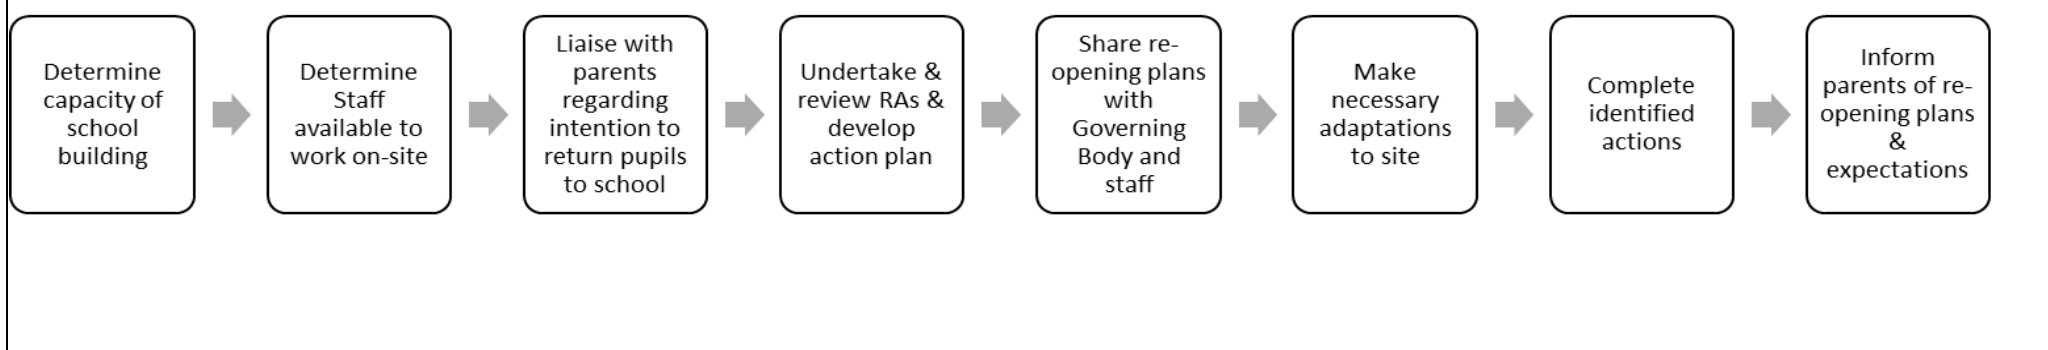 Determine
capacity of
school
building
Determine
Staff
available to
work on-site
Liaise with
parents
regarding
intention to
return pupils
to school
Undertake &
review RAs &
develop
action plan
Share re-
opening plans
with
Governing
Body and
staff
Make
necessary
adaptations
to site
Complete
identified
actions
Inform
parents of re-
opening plans
&
expectations